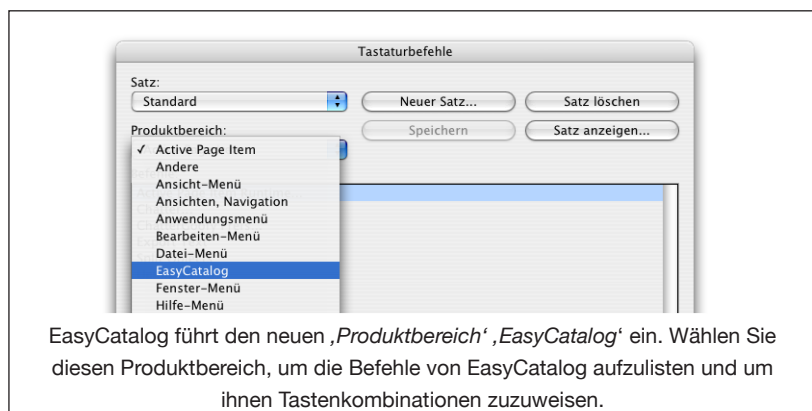 Tastaturbefehle
Satz:
Standard Neuer Satz... Satz löschen
Produktbereich: Speichern Satz anzeigen...
✓ Active Page Item
Andere
Ansicht-Menü
Ansichten, Navigation
Anwendungsmenü
Bearbeiten-Menü
Datei-Menü
EasyCatalog
Fenster-Menü
Hilfe-Menü
EasyCatalog führt den neuen ‚Produktbereich‘ ‚EasyCatalog‘ ein. Wählen Sie
diesen Produktbereich, um die Befehle von EasyCatalog aufzulisten und um
ihnen Tastenkombinationen zuzuweisen.